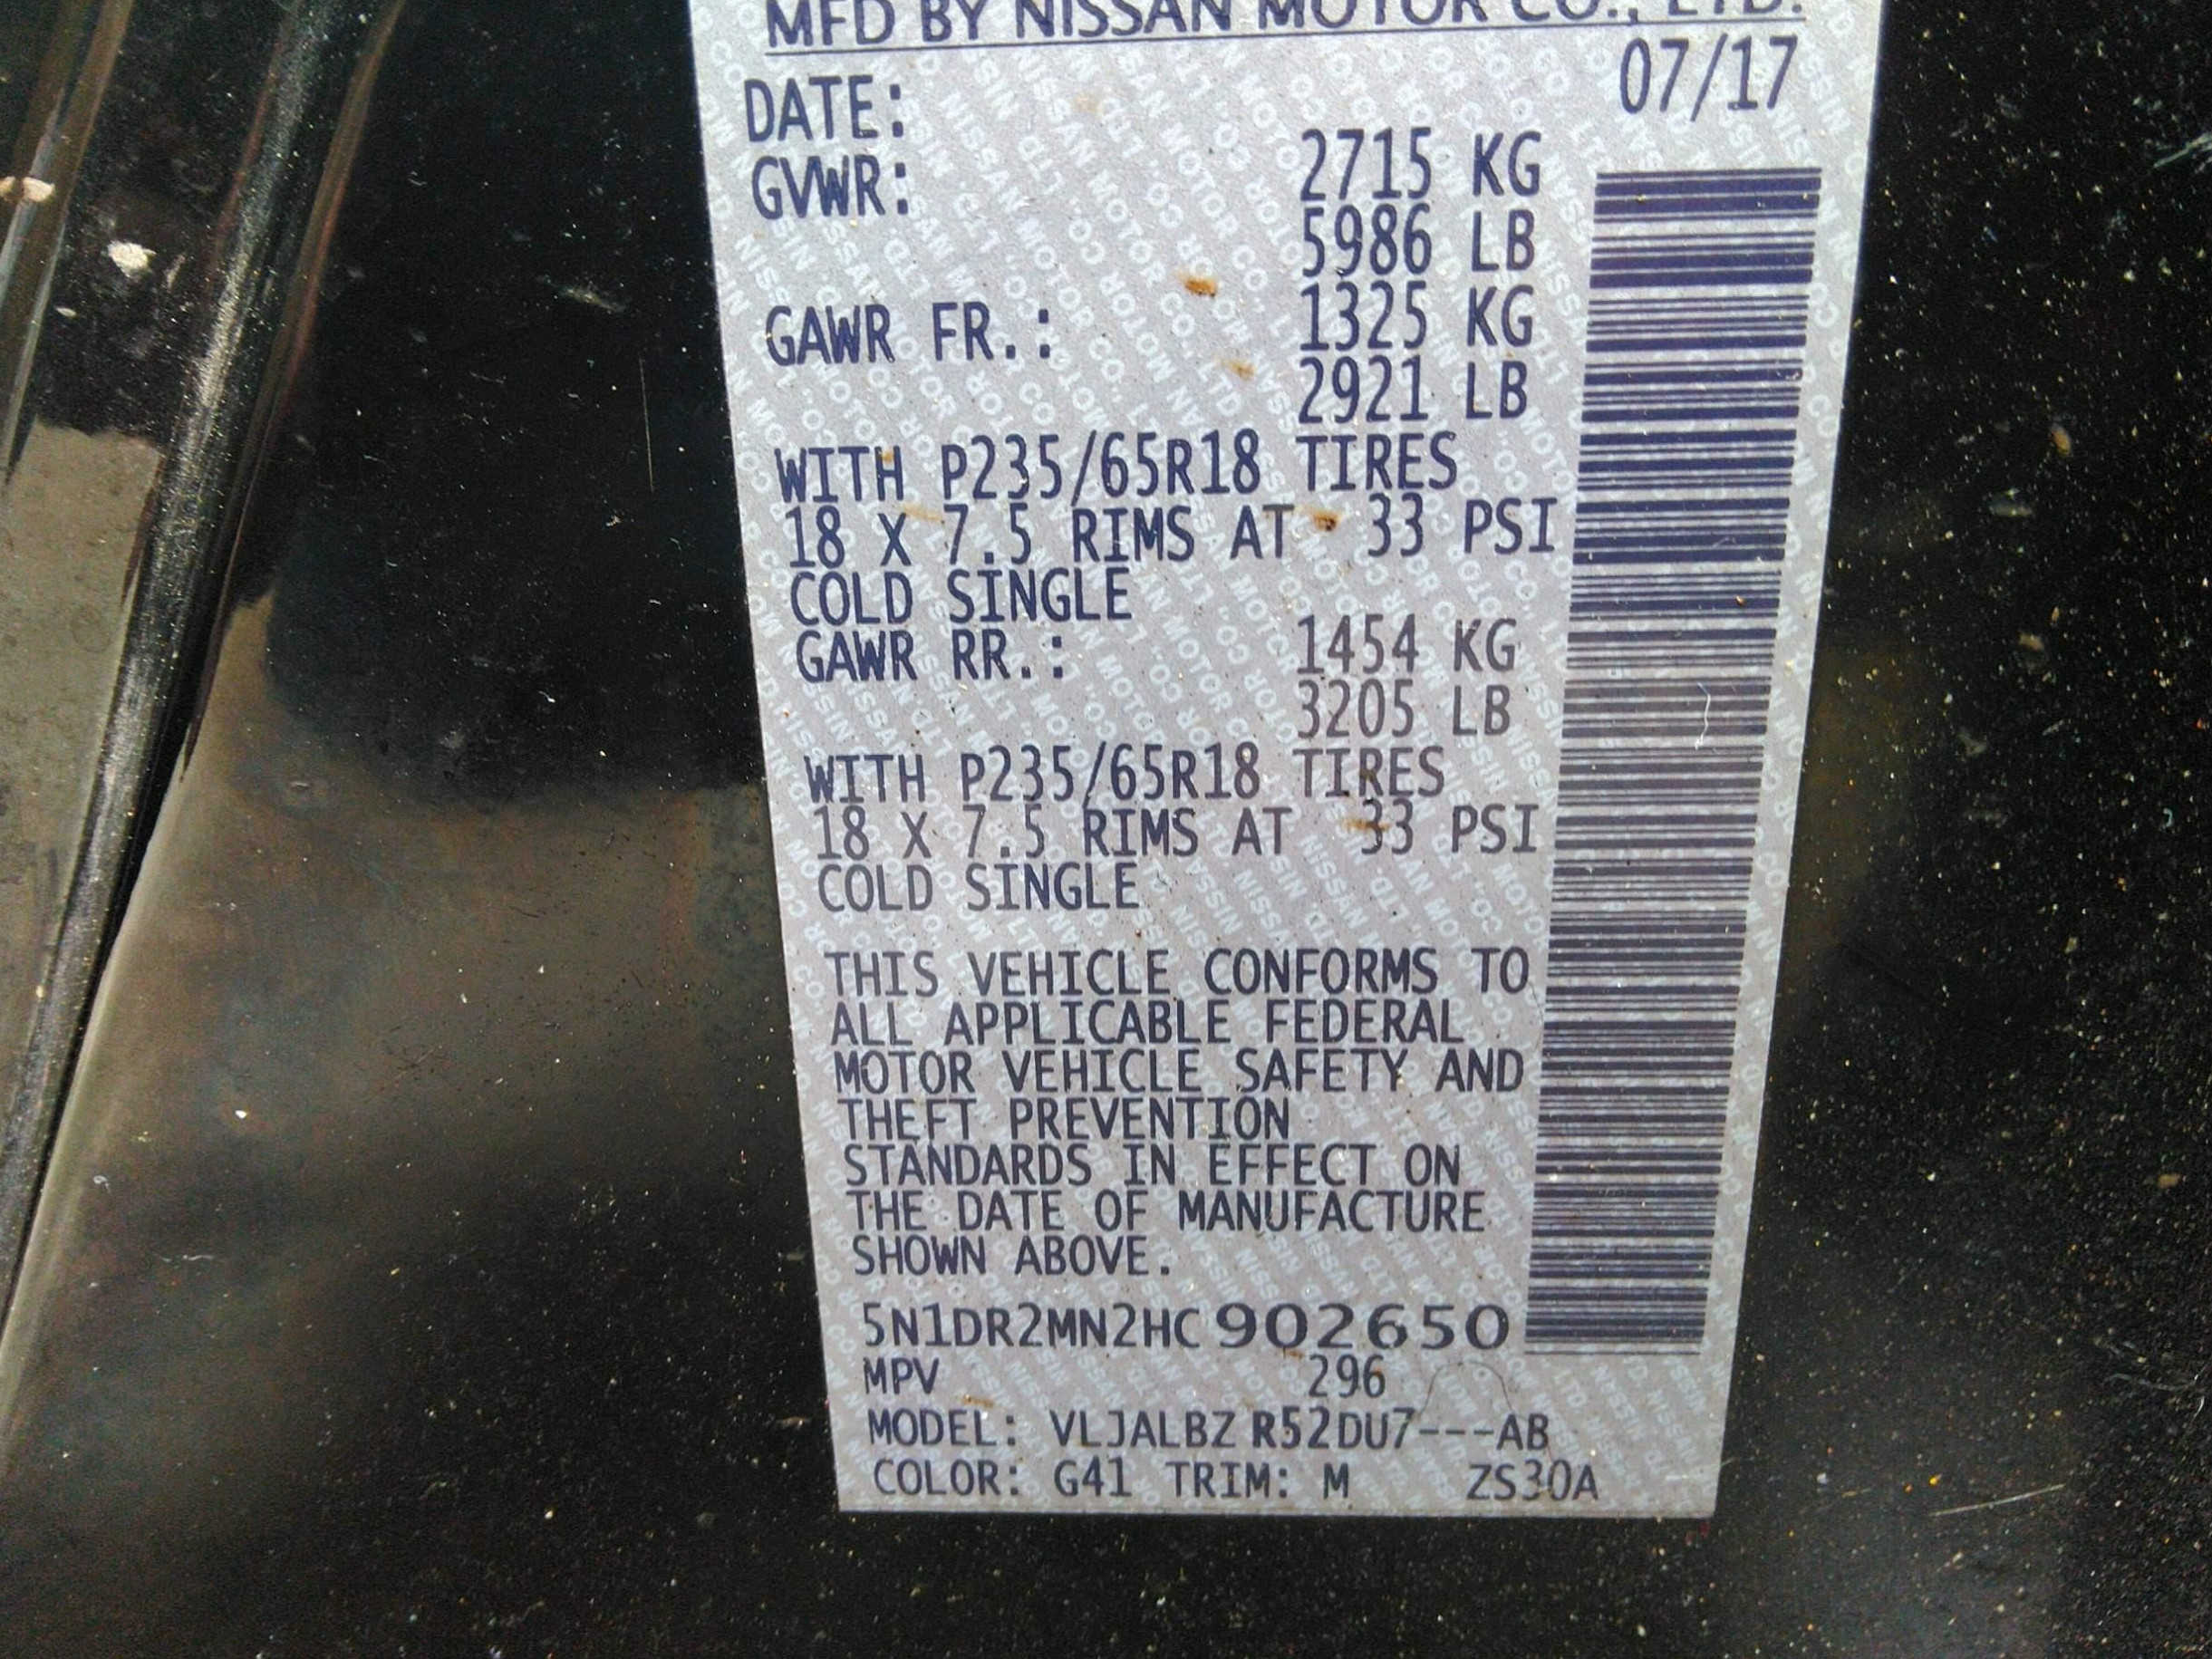 MFD BY NISSAN MOTOR CO., LTD.
DATE: 07/17
GVWR: 2715 KG
5986 LB
GAWR FR.: 1325 KG
2921 LB
WITH P235/65R18 TIRES
18 X 7.5 RIMS AT 33 PSI
COLD SINGLE
GAWR RR.: 1454 KG
3205 LB
WITH P235/65R18 TIRES
18 X 7.5 RIMS AT 33 PSI
COLD SINGLE
THIS VEHICLE CONFORMS TO
ALL APPLICABLE FEDERAL
MOTOR VEHICLE SAFETY AND
THEFT PREVENTION
STANDARDS IN EFFECT ON
THE DATE OF MANUFACTURE
SHOWN ABOVE.
5N1DR2MN2HC902650
MPV 296
MODEL: VLJALBZ R52DU7---AB
COLOR: G41 TRIM: M ZS30A